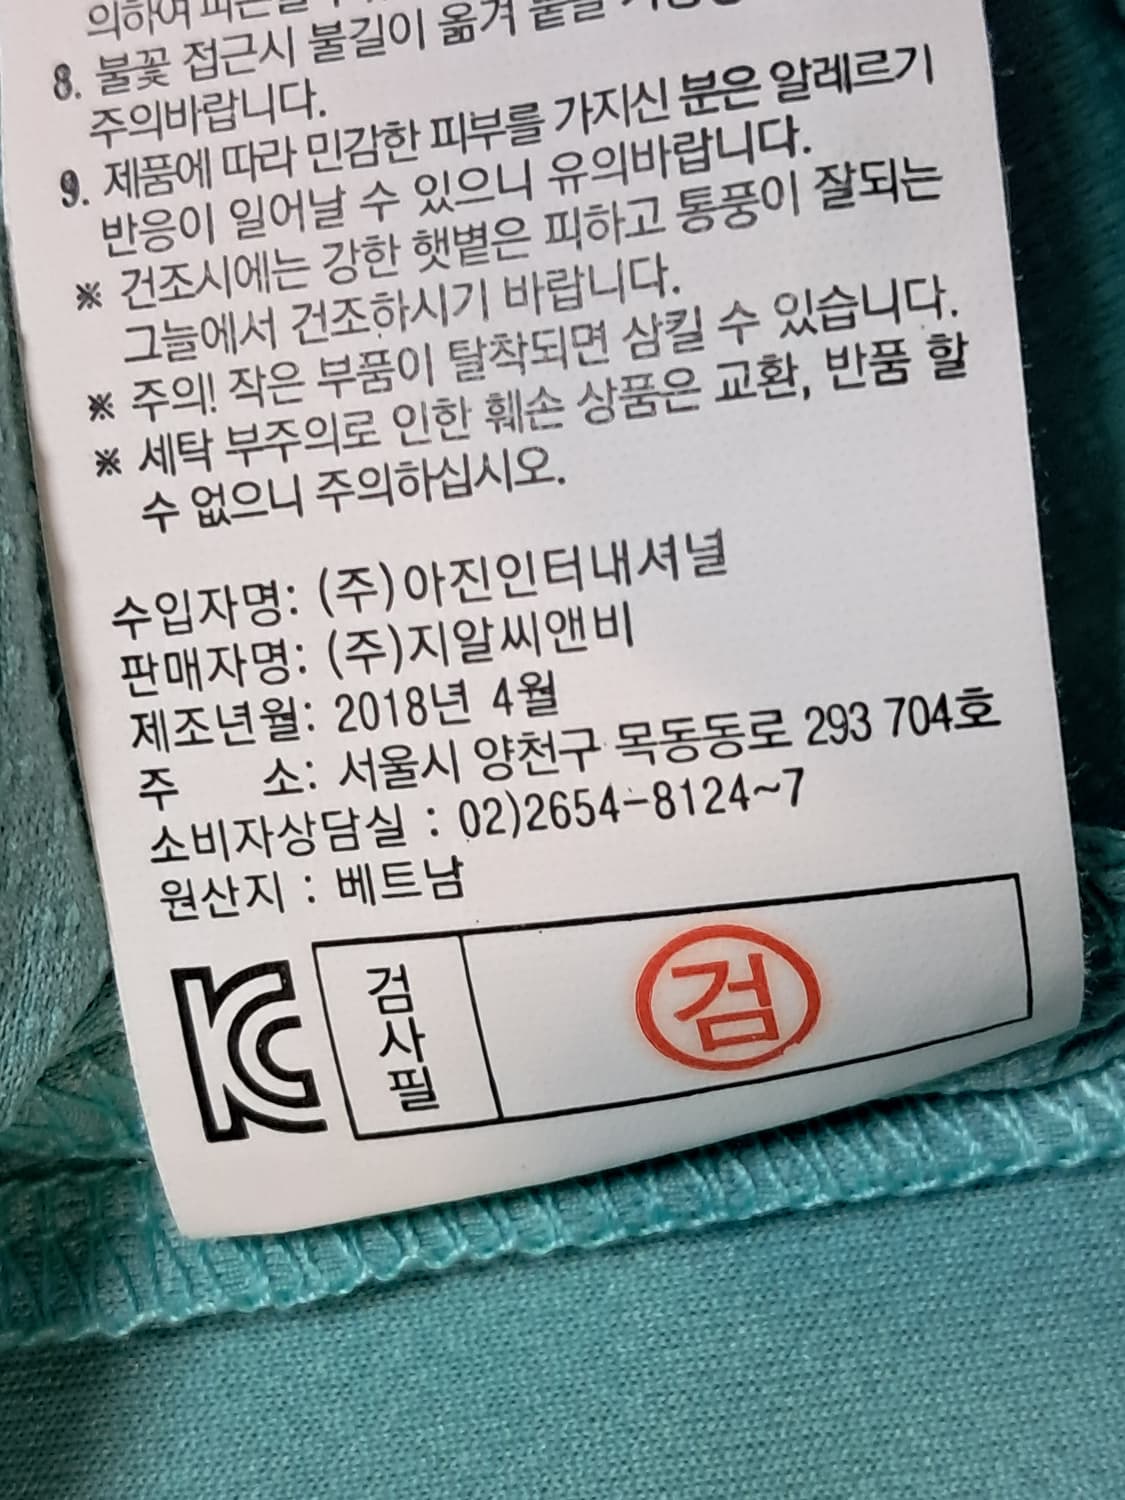 의하여
8. 불꽃 접근시 불길이 옮겨 붙을
주의바랍니다.
9. 제품에 따라 민감한 피부를 가지신 분은 알레르기
반응이 일어날 수 있으니 유의바랍니다.
※ 건조시에는 강한 햇볕은 피하고 통풍이 잘되는
그늘에서 건조하시기 바랍니다.
※ 주의! 작은 부품이 탈착되면 삼킬 수 있습니다.
※ 세탁 부주의로 인한 훼손 상품은 교환, 반품 할
수 없으니 주의하십시오.
수입자명: (주)아진인터내셔널
판매자명: (주)지알씨앤비
제조년월: 2018년 4월
주 소: 서울시 양천구 목동동로 293 704호
소비자상담실 : 02)2654-8124~7
원산지 : 베트남
KC
검사필
검